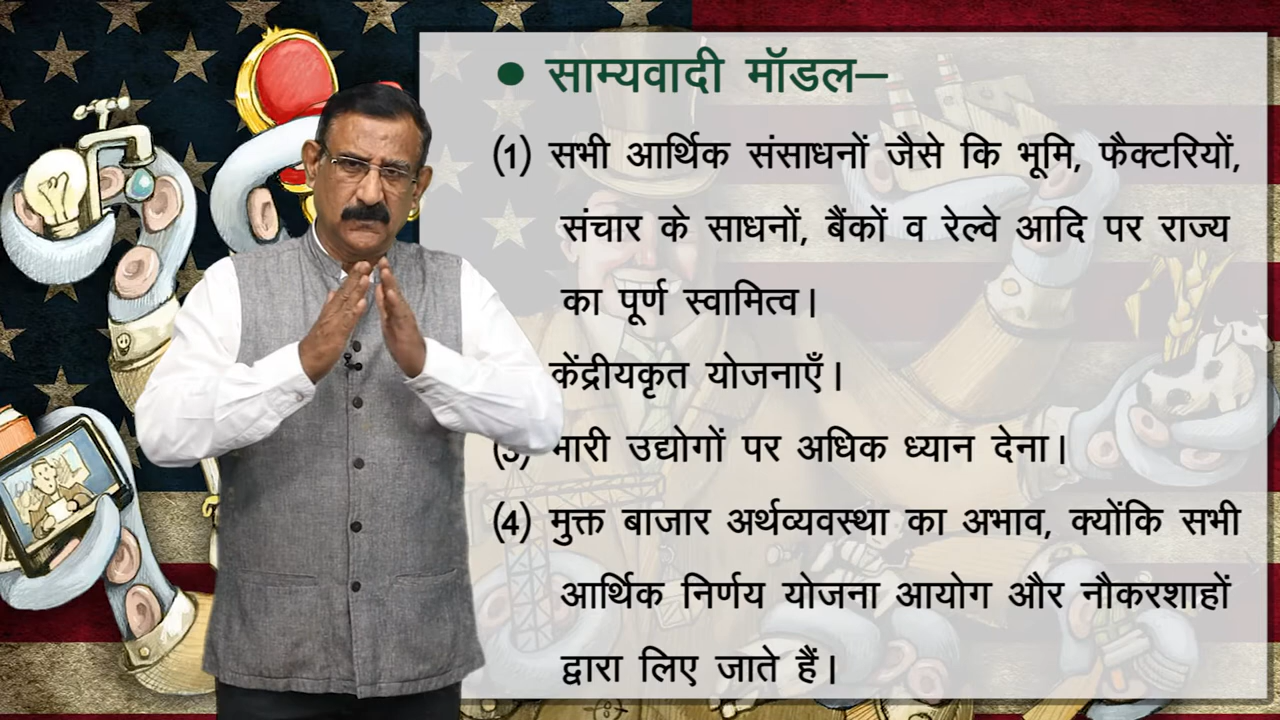 • साम्यवादी मॉडल–
(1) सभी आर्थिक संसाधनों जैसे कि भूमि, फैक्टरियों,
संचार के साधनों, बैंकों व रेल्वे आदि पर राज्य
का पूर्ण स्वामित्व।
केंद्रीयकृत योजनाएँ।
(3) भारी उद्योगों पर अधिक ध्यान देना।
(4) मुक्त बाजार अर्थव्यवस्था का अभाव, क्योंकि सभी
आर्थिक निर्णय योजना आयोग और नौकरशाहों
द्वारा लिए जाते हैं।